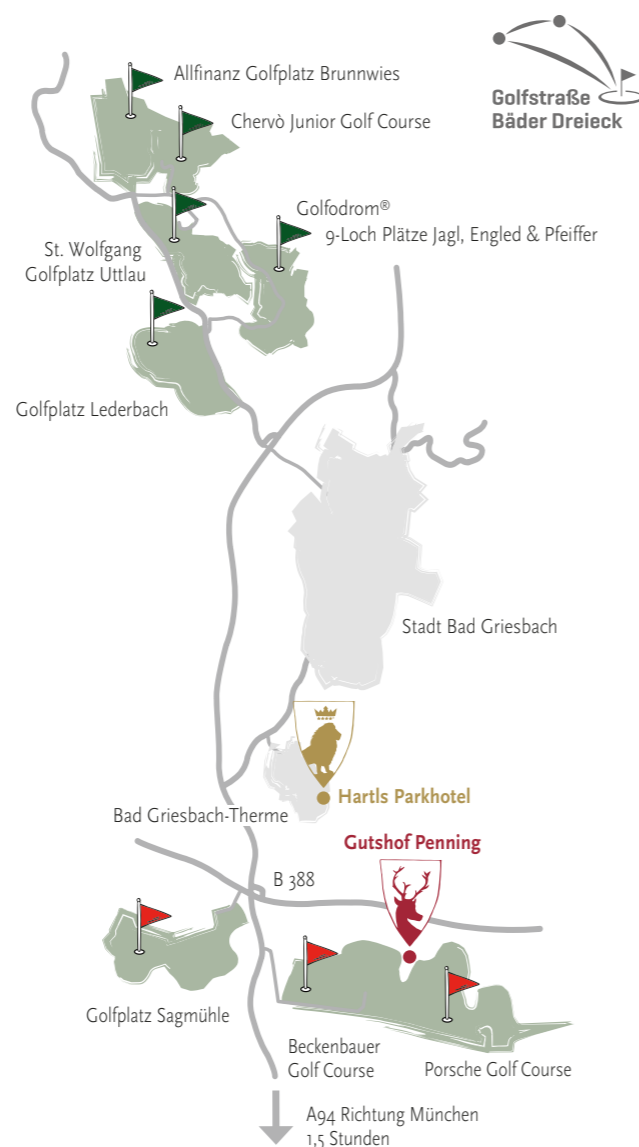 Allfinanz Golfplatz Brunnwies
Golfstraße
Bäder Dreieck
Chervò Junior Golf Course
Golfodrom®
9-Loch Plätze Jagl, Engled & Pfeiffer
St. Wolfgang
Golfplatz Uttlau
Golfplatz Lederbach
Stadt Bad Griesbach
Hartls Parkhotel
Bad Griesbach-Therme
Gutshof Penning
B 388
Golfplatz Sagmühle
Beckenbauer
Golf Course
Porsche Golf Course
A94 Richtung München
1,5 Stunden